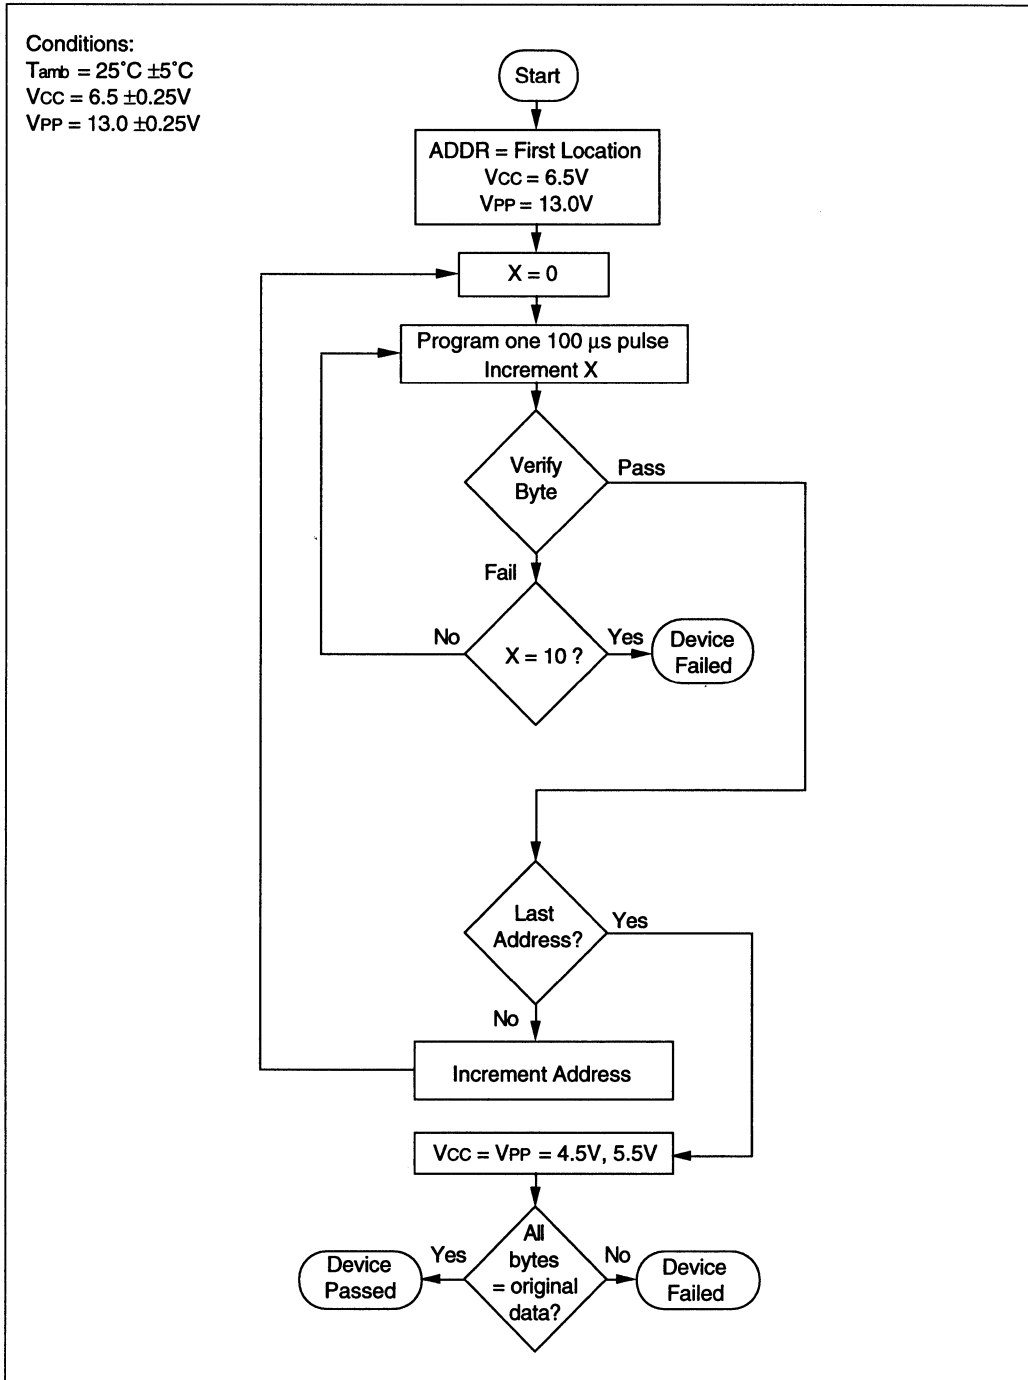 Conditions:
Tamb = 25°C ±5°C
VCC = 6.5 ±0.25V
VPP = 13.0 ±0.25V
Start
ADDR = First Location
VCC = 6.5V
VPP = 13.0V
X = 0
Program one 100 µs pulse
Increment X
Verify
Byte
Pass
Fail
X = 10 ?
No
Yes
Device
Failed
Last
Address?
Yes
No
Increment Address
VCC = VPP = 4.5V, 5.5V
All
bytes
= original
data?
Yes
Device
Passed
No
Device
Failed